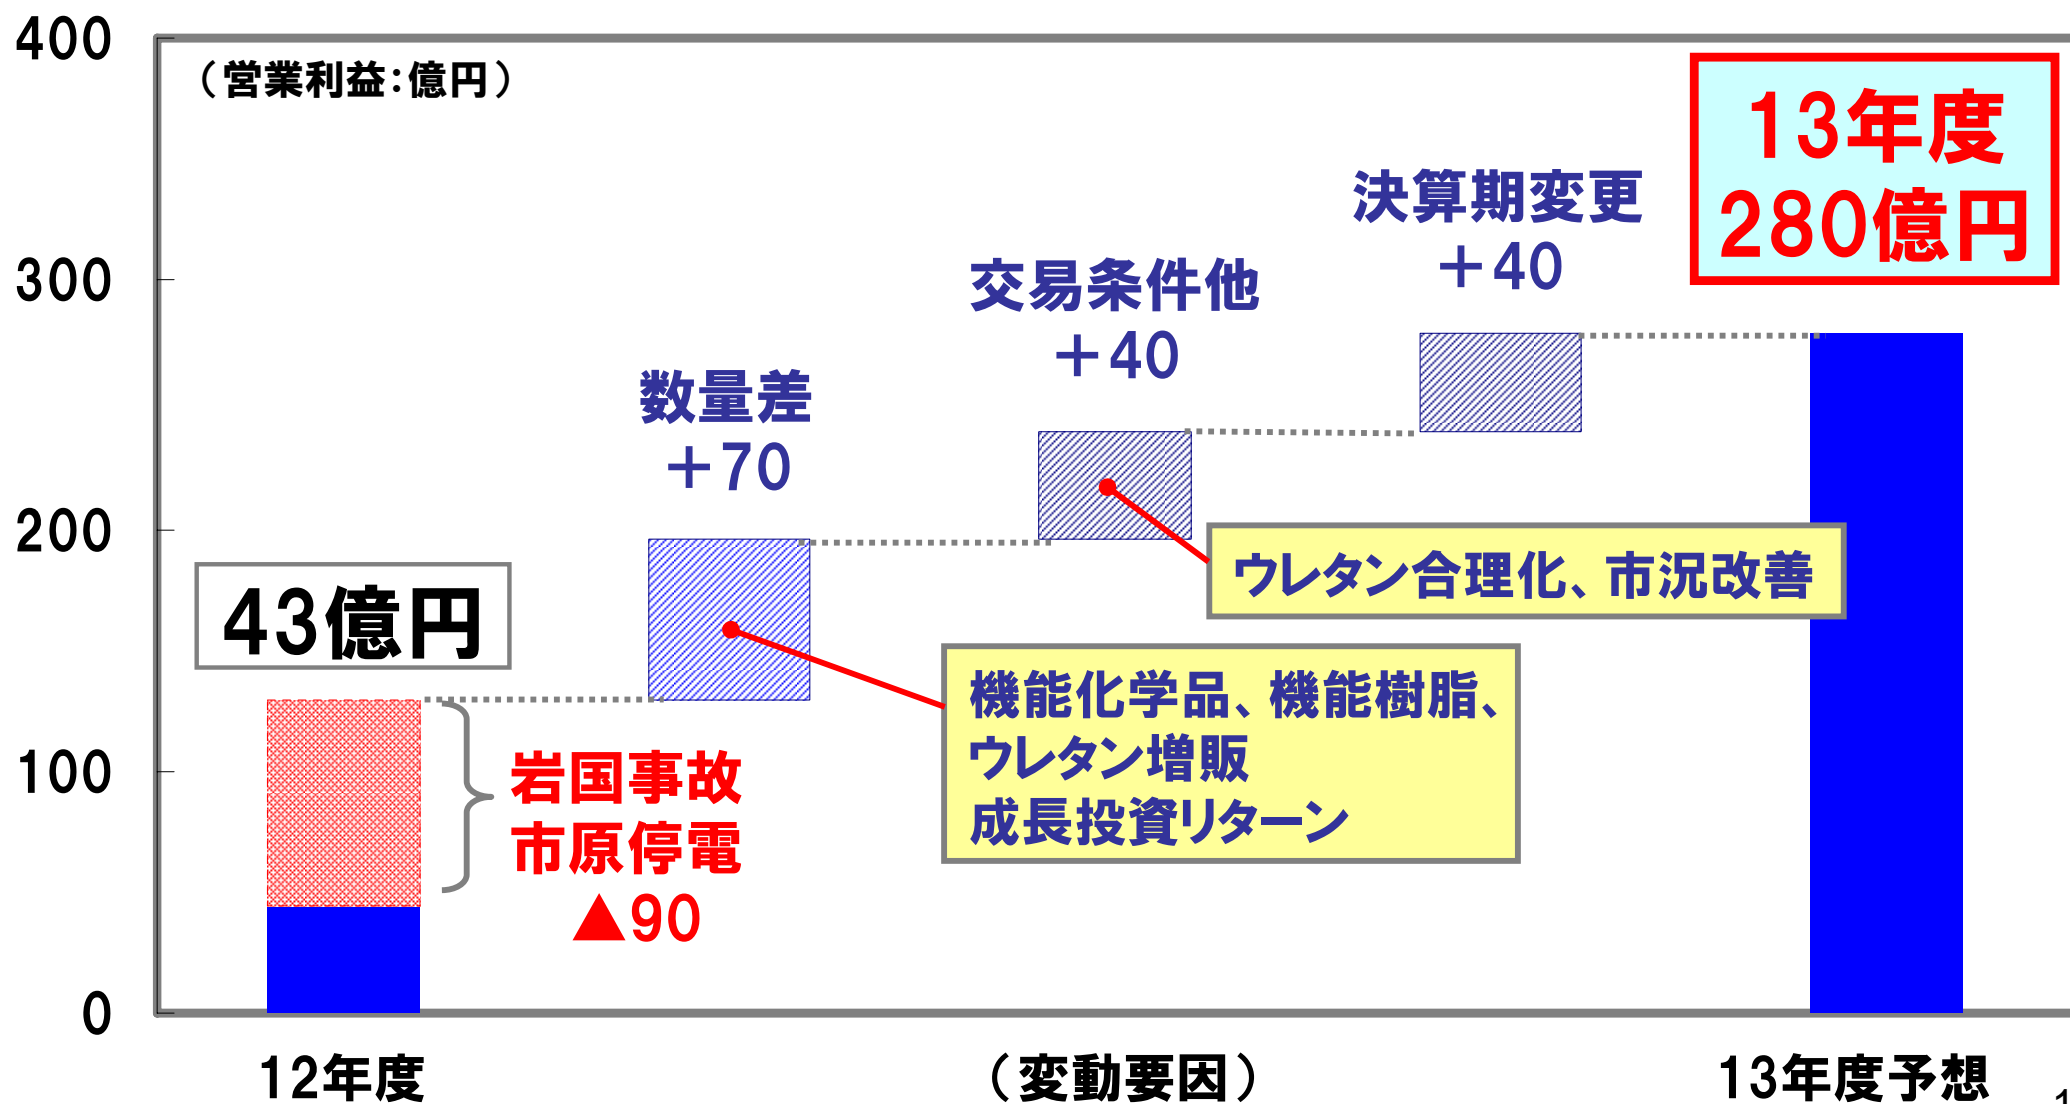 400
300
200
100
0
（営業利益：億円）
43億円
岩国事故
市原停電
▲90
数量差
＋70
交易条件他
＋40
決算期変更
＋40
13年度
280億円
ウレタン合理化、市況改善
機能化学品、機能樹脂、
ウレタン増販
成長投資リターン
12年度
（変動要因）
13年度予想